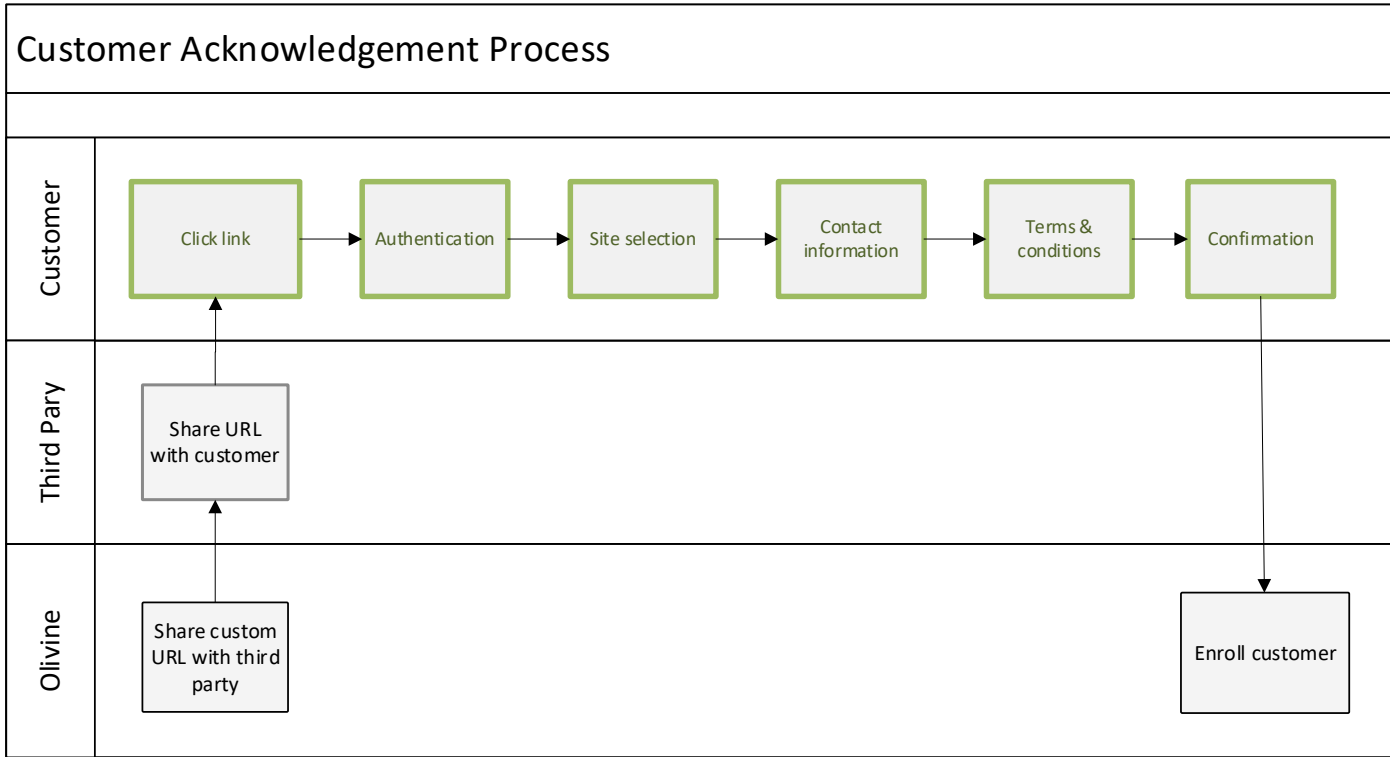 Customer Acknowledgement Process
Customer
Click link
Authentication
Site selection
Contact
information
Terms &
conditions
Confirmation
Third Pary
Share URL
with customer
Olivine
Share custom
URL with third
party
Enroll customer